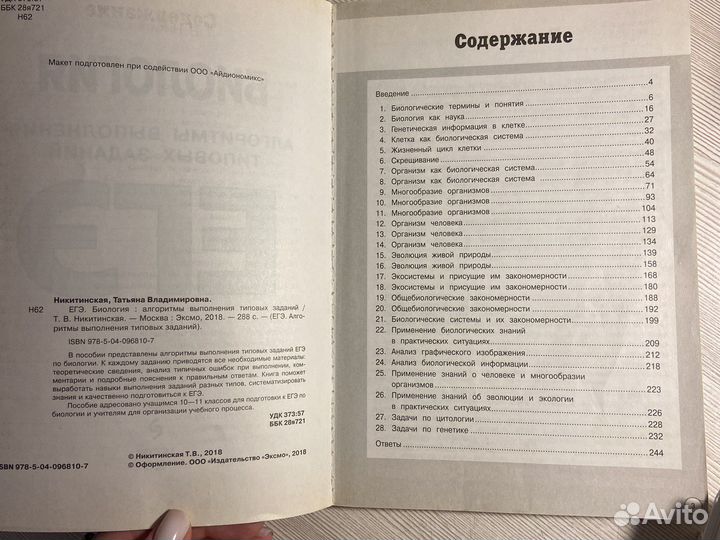 УДК 373:57
ББК 28я721
Н62
Макет подготовлен при содействии ООО «Айдиономикс»
Никитинская, Татьяна Владимировна.
Н62 ЕГЭ. Биология : алгоритмы выполнения типовых заданий /
Т. В. Никитинская. — Москва : Эксмо, 2018. — 288 с. — (ЕГЭ. Алго-
ритмы выполнения типовых заданий).
ISBN 978-5-04-096810-7
В пособии представлены алгоритмы выполнения типовых заданий ЕГЭ
по биологии. К каждому заданию приводятся все необходимые материалы:
теоретические сведения, анализ типичных ошибок при выполнении, ком-
ментарии и подробные пояснения к правильным ответам. Книга поможет
выработать навыки выполнения заданий разных типов, систематизировать
знания и качественно подготовиться к ЕГЭ.
Пособие адресовано учащимся 10—11 классов для подготовки к ЕГЭ по
биологии и учителям для организации учебного процесса.
УДК 373:57
ББК 28я721
© Никитинская Т.В., 2018
© Оформление. ООО «Издательство «Эксмо», 2018
ISBN 978-5-04-096810-7
Содержание
Введение 4
1. Биологические термины и понятия 6
2. Биология как наука 16
3. Генетическая информация в клетке 27
4. Клетка как биологическая система 32
5. Жизненный цикл клетки 40
6. Скрещивание 48
7. Организм как биологическая система. 54
8. Организм как биологическая система 64
9. Многообразие организмов 71
10. Многообразие организмов 93
11. Многообразие организмов 104
12. Организм человека 113
13. Организм человека 129
14. Организм человека 134
15. Эволюция живой природы 139
16. Эволюция живой природы 158
17. Экосистемы и присущие им закономерности 168
18. Экосистемы и присущие им закономерности 180
19. Общебиологические закономерности 188
20. Общебиологические закономерности 192
21. Биологические системы и их закономерности 199
22. Применение биологических знаний
в практических ситуациях 209
23. Анализ графического изображения 212
24. Анализ биологической информации 218
25. Применение знаний о человеке и многообразии
организмов 223
26. Применение знаний об эволюции и экологии
в практических ситуациях 226
27. Задачи по цитологии 228
28. Задачи по генетике 232
Ответы 244
Avito